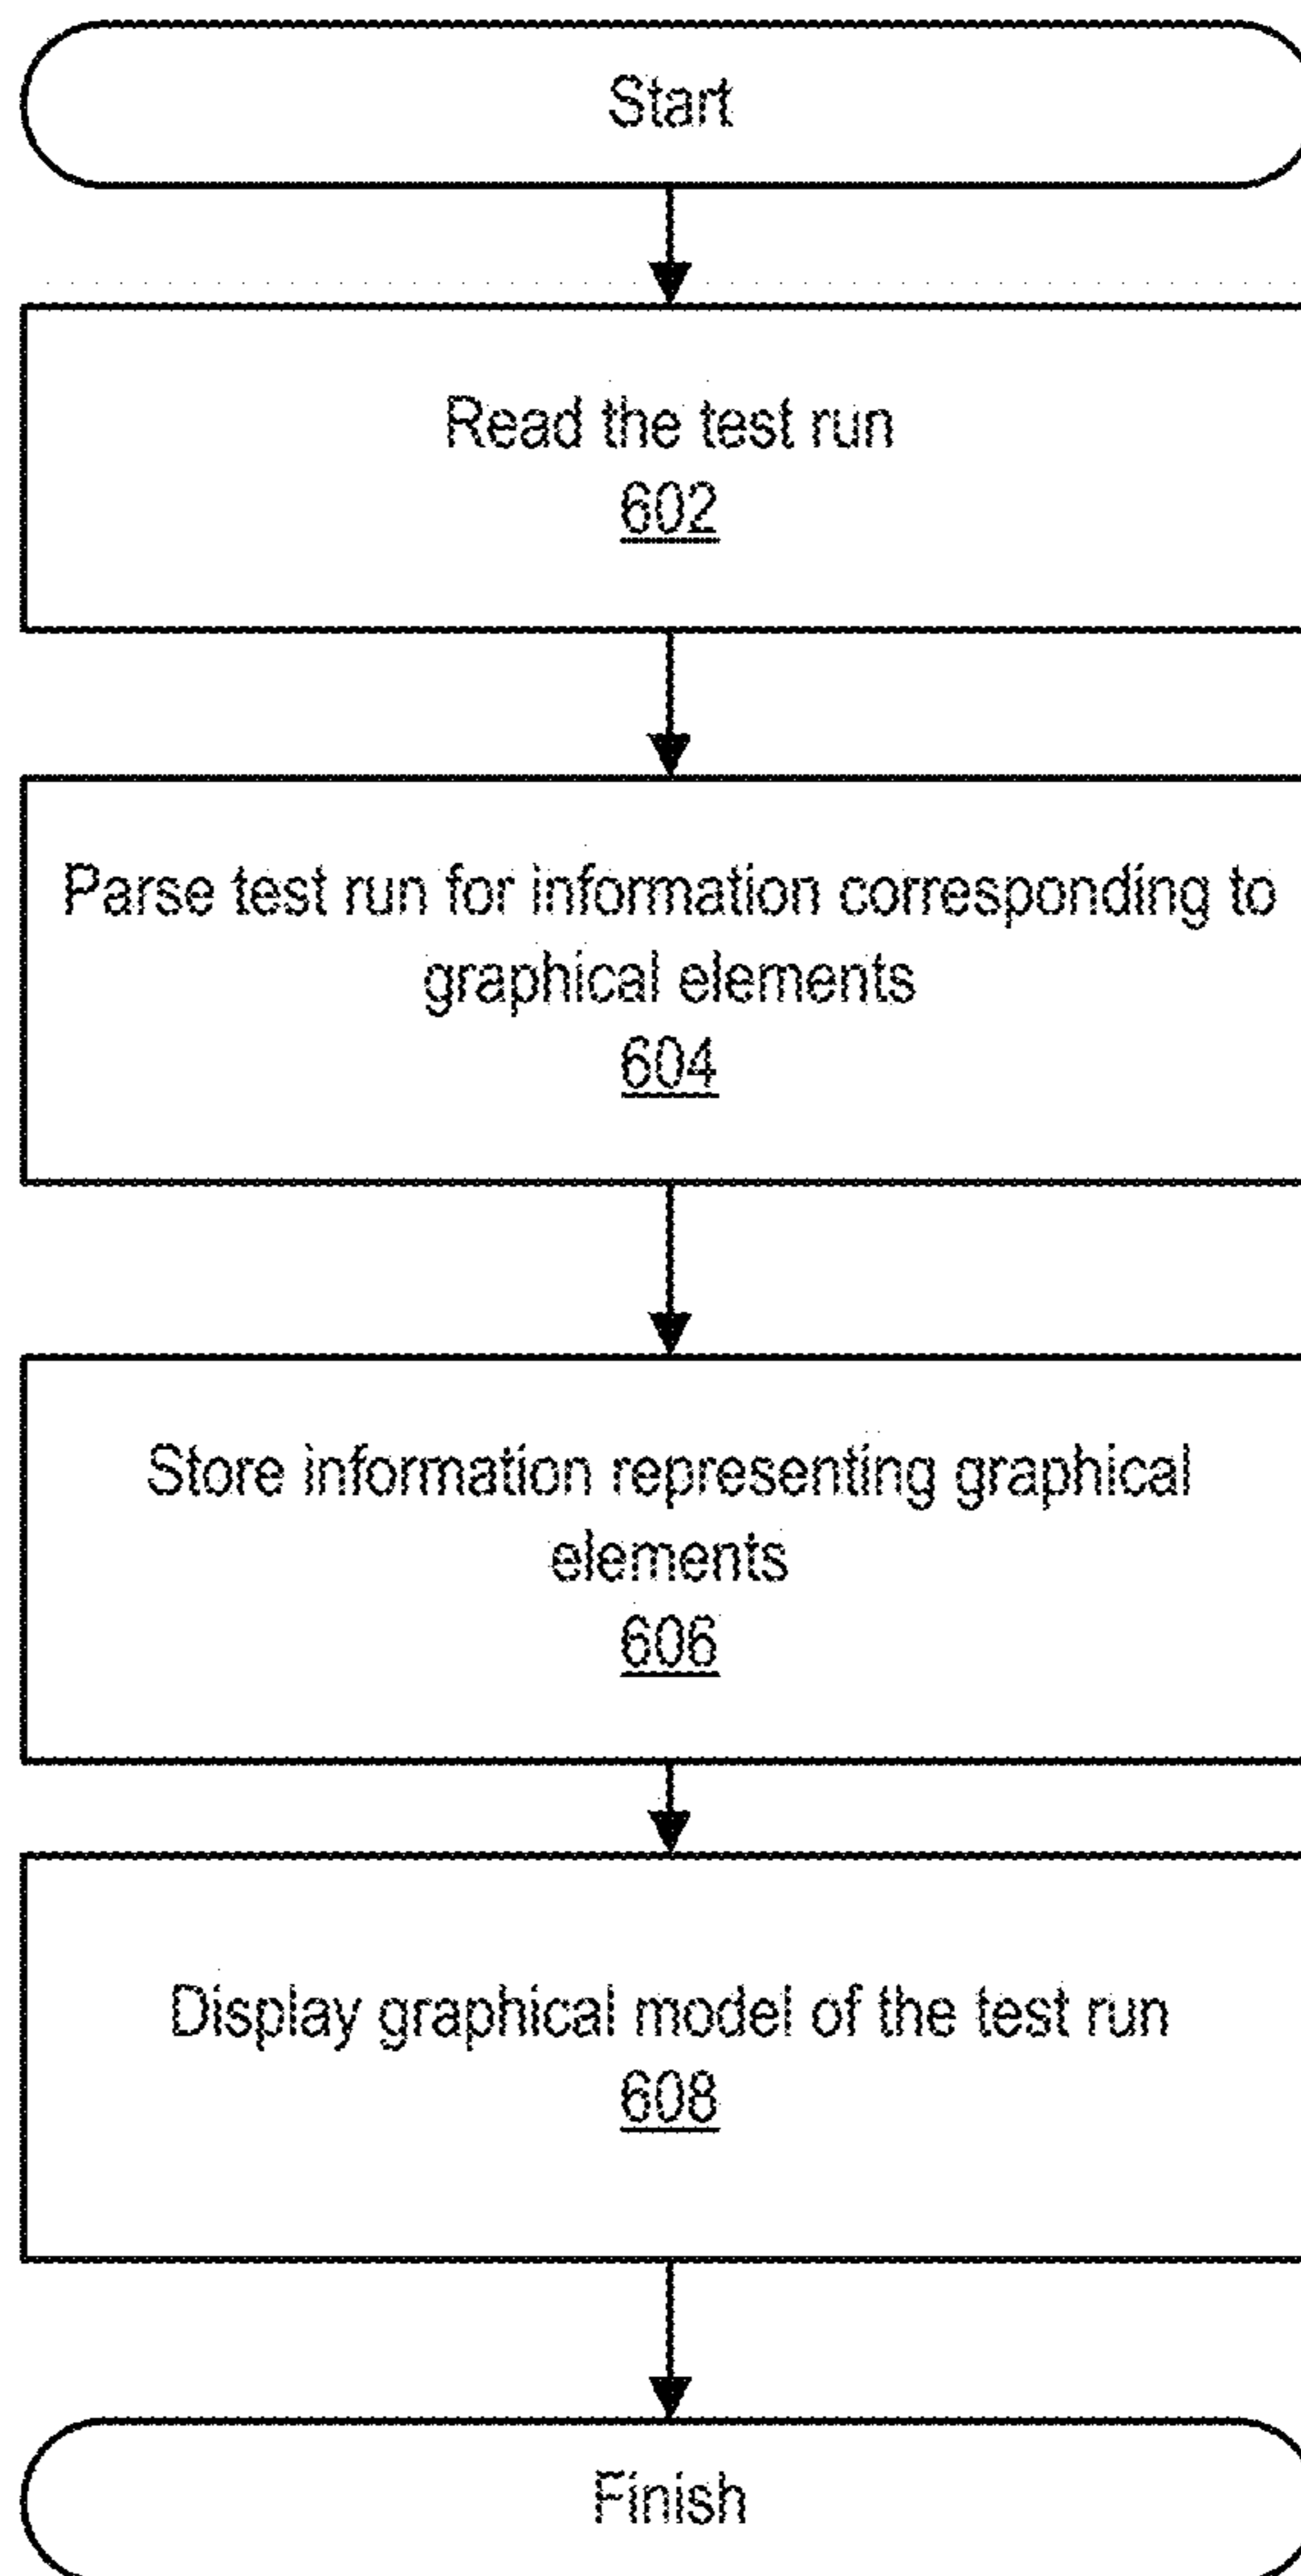 Start
Read the test run
602
Parse test run for information corresponding to
graphical elements
604
Store information representing graphical
elements
606
Display graphical model of the test run
608
Finish